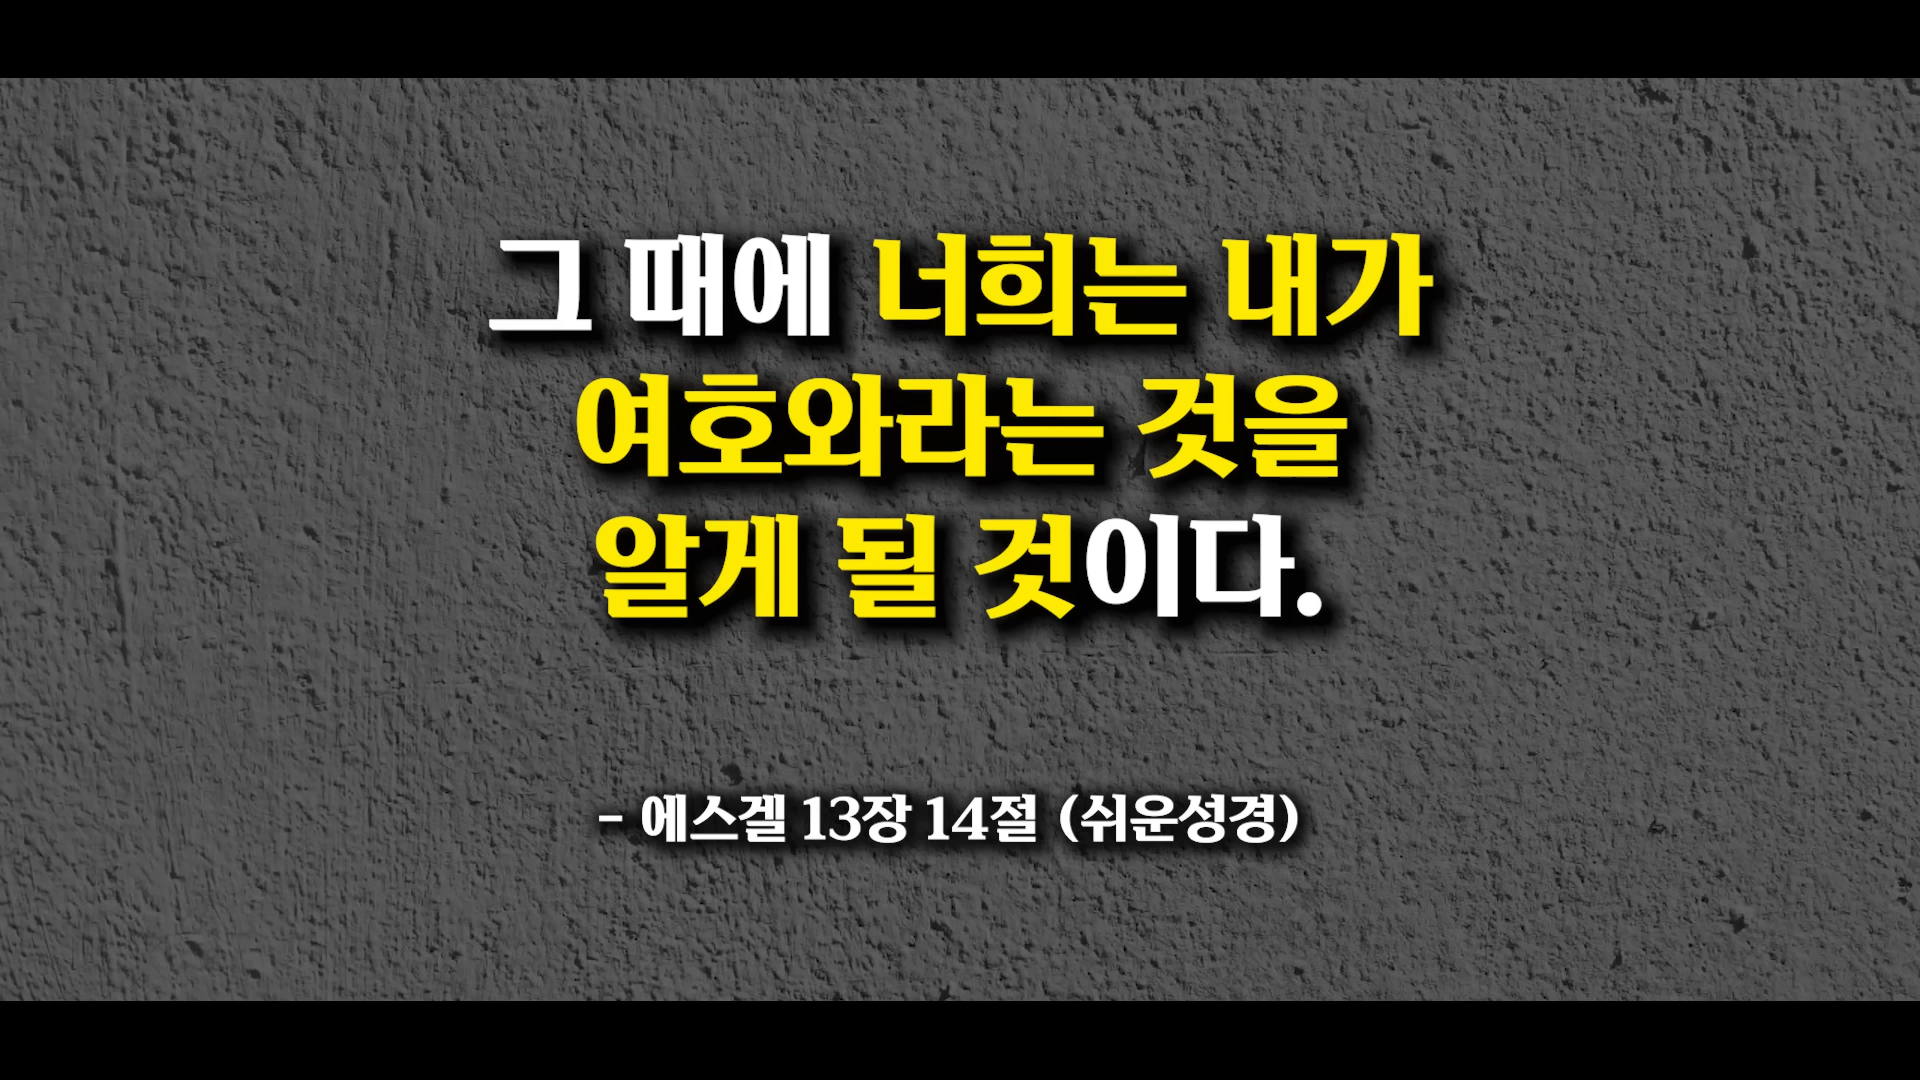 그 때에 너희는 내가
여호와라는 것을
알게 될 것이다.
- 에스겔 13장 14절 (쉬운성경)